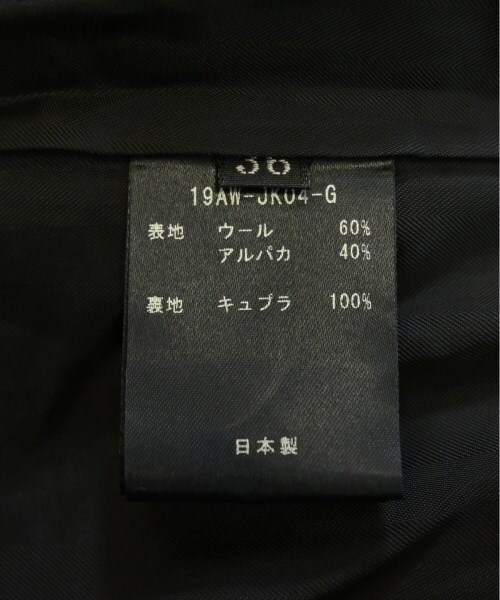 36
19AW-JK04-G
表地 ウール 60%
アルパカ 40%
裏地 キュプラ 100%
日本製